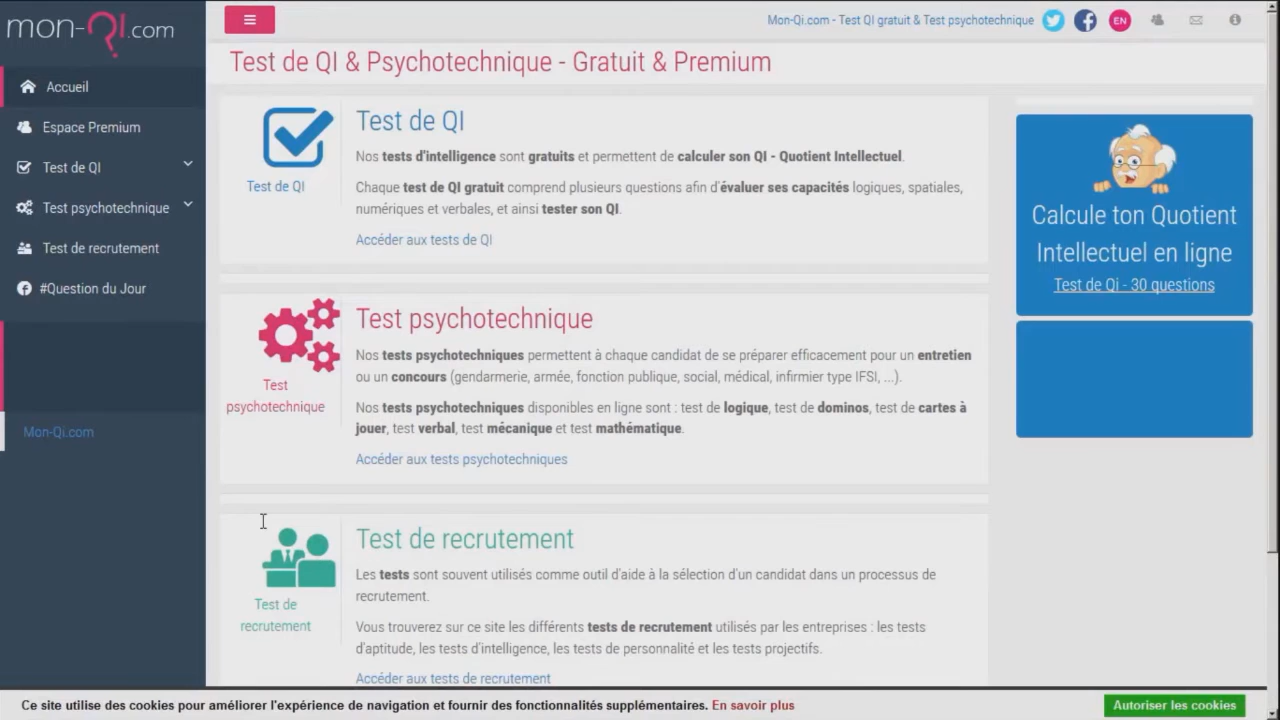 mon-QI.com
Mon-Qi.com - Test QI gratuit & Test psychotechnique
EN
Test de QI & Psychotechnique - Gratuit & Premium
Accueil
Espace Premium
Test de QI
Test psychotechnique
Test de recrutement
#Question du Jour
Mon-Qi.com
Test de QI
Test de QI
Nos tests d'intelligence sont gratuits et permettent de calculer son QI - Quotient Intellectuel.
Chaque test de QI gratuit comprend plusieurs questions afin d'évaluer ses capacités logiques, spatiales,
numériques et verbales, et ainsi tester son QI.
Accéder aux tests de QI
Test
psychotechnique
Test psychotechnique
Nos tests psychotechniques permettent à chaque candidat de se préparer efficacement pour un entretien
ou un concours (gendarmerie, armée, fonction publique, social, médical, infirmier type IFSI, ...).
Nos tests psychotechniques disponibles en ligne sont : test de logique, test de dominos, test de cartes à
jouer, test verbal, test mécanique et test mathématique.
Accéder aux tests psychotechniques
Test de
recrutement
Test de recrutement
Les tests sont souvent utilisés comme outil d'aide à la sélection d'un candidat dans un processus de
recrutement.
Vous trouverez sur ce site les différents tests de recrutement utilisés par les entreprises : les tests
d'aptitude, les tests d'intelligence, les tests de personnalité et les tests projectifs.
Accéder aux tests de recrutement
Calcule ton Quotient
Intellectuel en ligne
Test de Qi - 30 questions
Ce site utilise des cookies pour améliorer l'expérience de navigation et fournir des fonctionnalités supplémentaires. En savoir plus
Autoriser les cookies